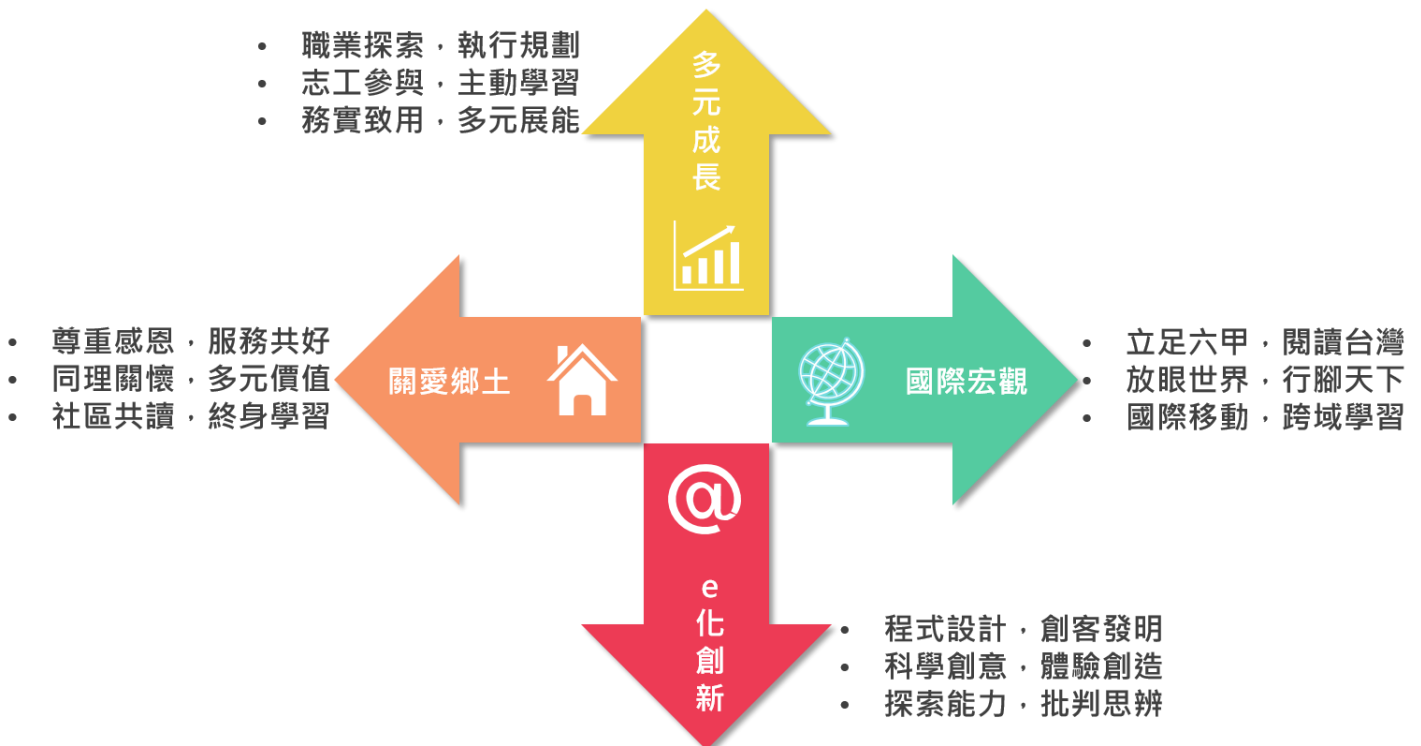 • 職業探索，執行規劃
• 志工參與，主動學習
• 務實致用，多元展能
多元成長
• 尊重感恩，服務共好
• 同理關懷，多元價值
• 社區共讀，終身學習
關愛鄉土
國際宏觀
• 立足六甲，閱讀台灣
• 放眼世界，行腳天下
• 國際移動，跨域學習
@
e化創新
• 程式設計，創客發明
• 科學創意，體驗創造
• 探索能力，批判思辨